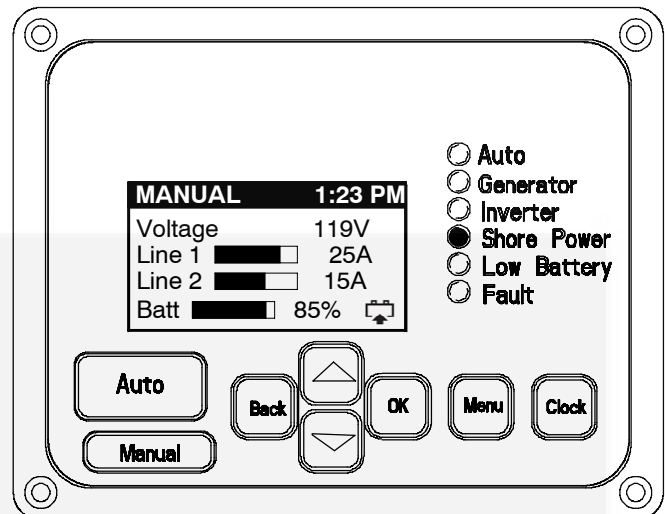 MANUAL 1:23 PM
Voltage 119V
Line 1 25A
Line 2 15A
Batt 85%
Auto
Generator
Inverter
Shore Power
Low Battery
Fault
Auto
Manual
Back
OK
Menu
Clock